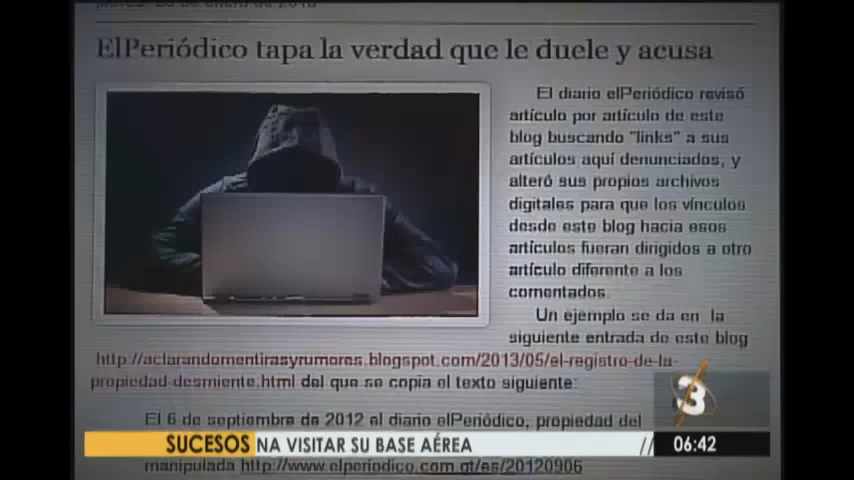 ElPeriódico tapa la verdad que le duele y acusa
El diario elPeriódico revisó
artículo por artículo de este
blog buscando "links" a sus
artículos aquí denunciados, y
alteró sus propios archivos
digitales para que los vínculos
desde este blog hacia esos
artículos fueran dirigidos a otro
artículo diferente a los
comentados.
Un ejemplo se da en la
siguiente entrada de este blog
http://aclarandomentirasyrumores.blogspot.com/2013/05/el-registro-de-la-
propiedad-desmiente.html del que se copia el texto siguiente:
3
El 6 de septiembre de 2012 el diario elPeriódico, propiedad del
SUCESOS NA VISITAR SU BASE AÉREA // 06:42
manipulada http://www.elperiodico.com.gt/es/20120906